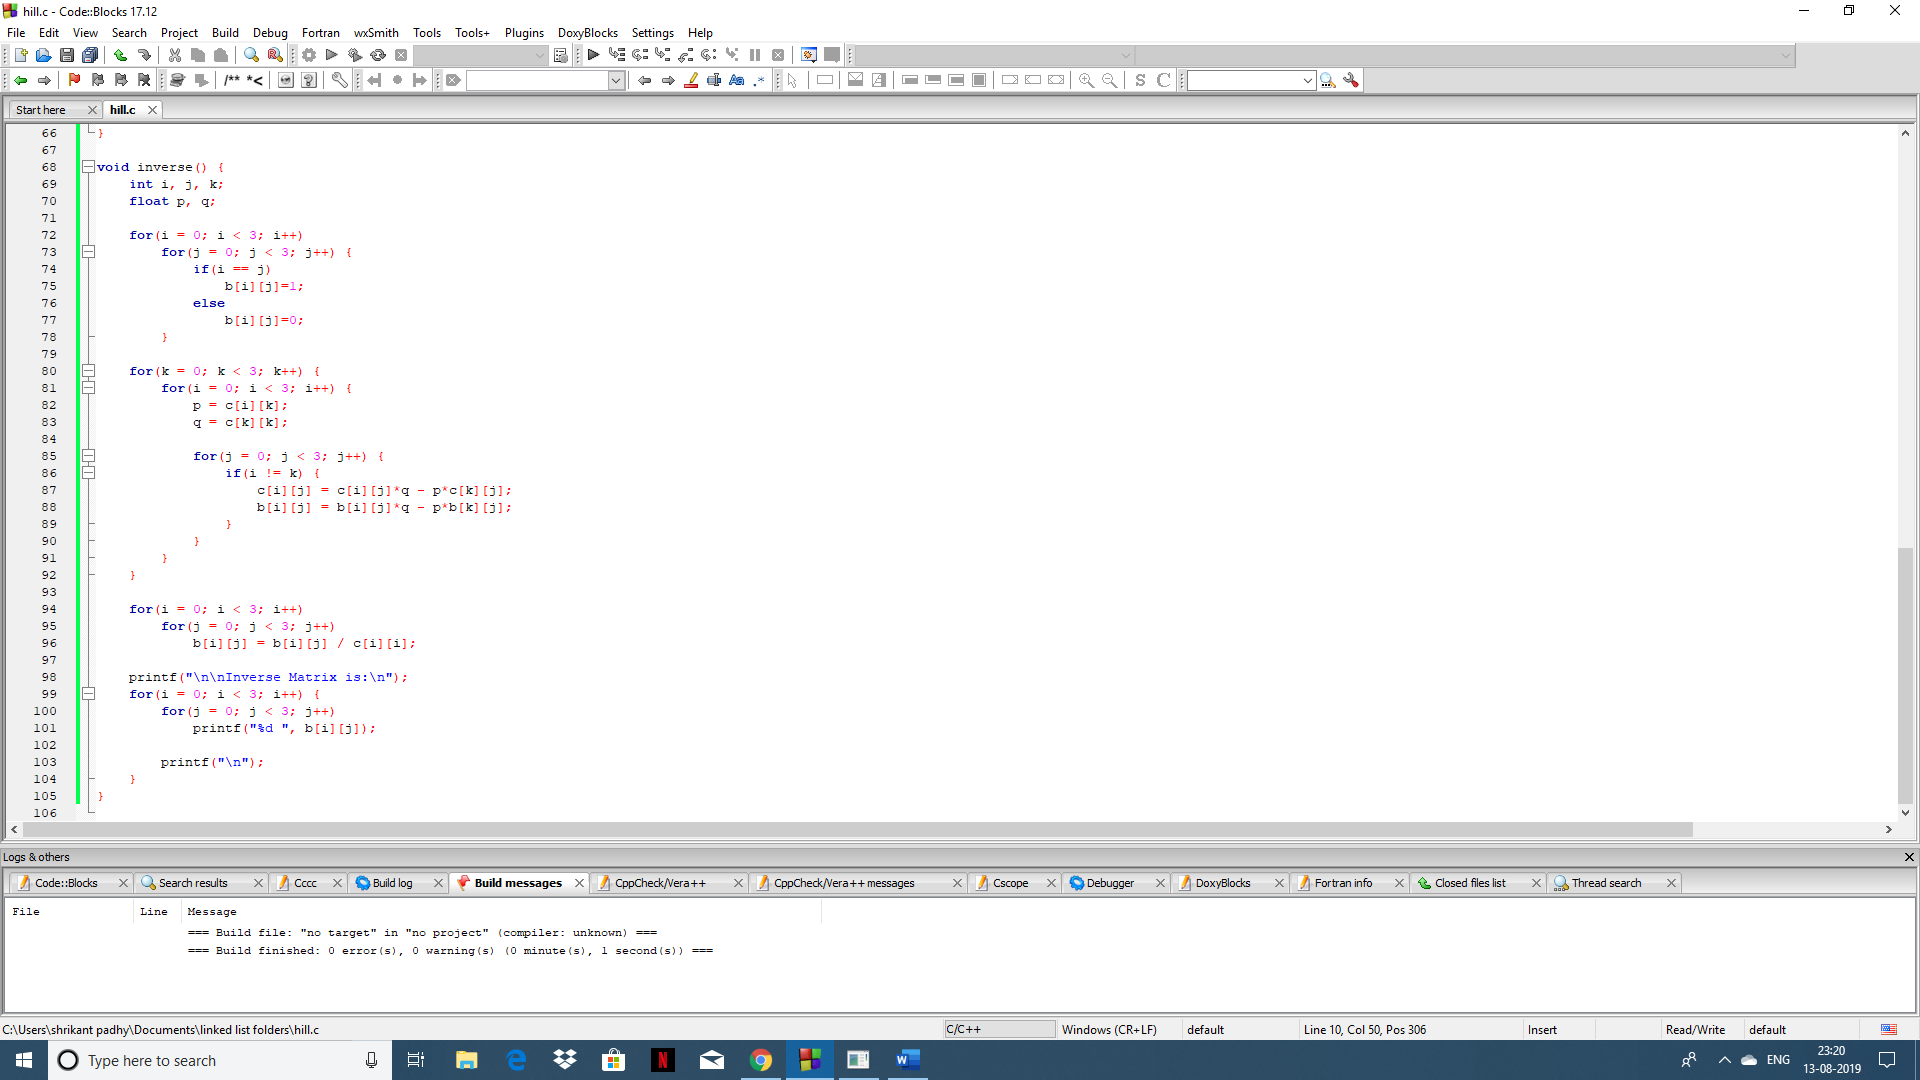 hill.c - Code::Blocks 17.12
File Edit View Search Project Build Debug Fortran wxSmith Tools Tools+ Plugins DoxyBlocks Settings Help
/** *< Aa .* S C
Start here hill.c
66 }
67
68 void inverse() {
69 int i, j, k;
70 float p, q;
71
72 for(i = 0; i < 3; i++)
73 for(j = 0; j < 3; j++) {
74 if(i == j)
75 b[i][j]=1;
76 else
77 b[i][j]=0;
78 }
79
80 for(k = 0; k < 3; k++) {
81 for(i = 0; i < 3; i++) {
82 p = c[i][k];
83 q = c[k][k];
84
85 for(j = 0; j < 3; j++) {
86 if(i != k) {
87 c[i][j] = c[i][j]*q - p*c[k][j];
88 b[i][j] = b[i][j]*q - p*b[k][j];
89 }
90 }
91 }
92 }
93
94 for(i = 0; i < 3; i++)
95 for(j = 0; j < 3; j++)
96 b[i][j] = b[i][j] / c[i][i];
97
98 printf("\n\nInverse Matrix is:\n");
99 for(i = 0; i < 3; i++) {
100 for(j = 0; j < 3; j++)
101 printf("%d ", b[i][j]);
102
103 printf("\n");
104 }
105 }
106
Logs & others
Code::Blocks Search results Cccc Build log Build messages CppCheck/Vera++ CppCheck/Vera++ messages Cscope Debugger DoxyBlocks Fortran info Closed files list Thread search
File Line Message
=== Build file: "no target" in "no project" (compiler: unknown) ===
=== Build finished: 0 error(s), 0 warning(s) (0 minute(s), 1 second(s)) ===
C:\Users\shrikant padhy\Documents\linked list folders\hill.c C/C++ Windows (CR+LF) default Line 10, Col 50, Pos 306 Insert Read/Write default
Type here to search ENG 23:20
13-08-2019